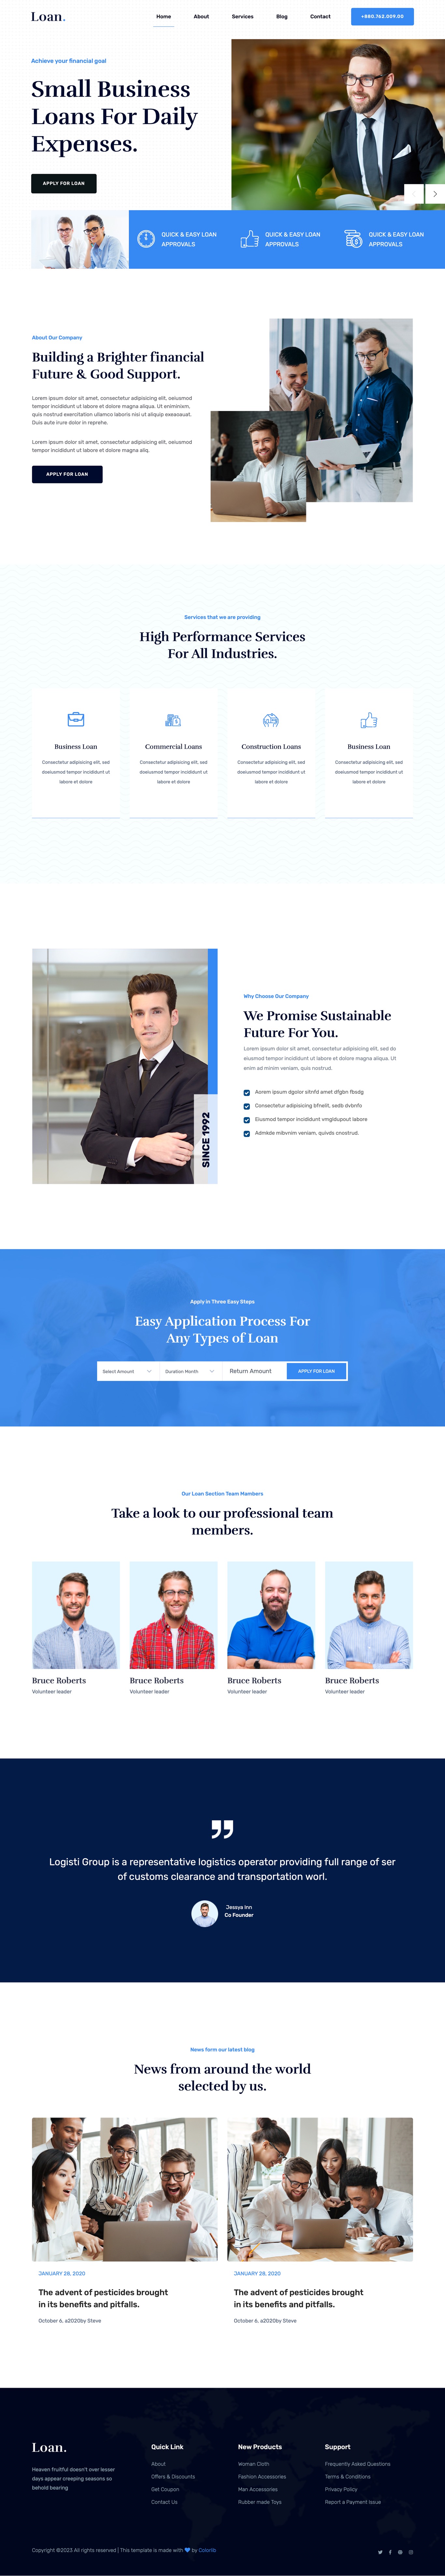 Loan.
Home
About
Services
Blog
Contact
+880.762.009.00
Achieve your financial goal
Small Business
Loans For Daily
Expenses.
APPLY FOR LOAN
QUICK & EASY LOAN
APPROVALS
QUICK & EASY LOAN
APPROVALS
QUICK & EASY LOAN
APPROVALS
About Our Company
Building a Brighter financial
Future & Good Support.
Lorem ipsum dolor sit amet, consectetur adipisicing elit, oeiusmod
tempor incididunt ut labore et dolore magna aliqua. Ut enminixm,
quis nostrud exercitation ullamco laboris nisi ut aliquip exeaoauat.
Duis aute irure dolor in reprehe.
Lorem ipsum dolor sit amet, consectetur adipisicing elit, oeiusmod
tempor incididunt ut labore et dolore magna aliq.
APPLY FOR LOAN
Services that we are providing
High Performance Services
For All Industries.
Business Loan
Consectetur adipisicing elit, sed
doeiusmod tempor incididunt ut
labore et dolore
Commercial Loans
Consectetur adipisicing elit, sed
doeiusmod tempor incididunt ut
labore et dolore
Construction Loans
Consectetur adipisicing elit, sed
doeiusmod tempor incididunt ut
labore et dolore
Business Loan
Consectetur adipisicing elit, sed
doeiusmod tempor incididunt ut
labore et dolore
SINCE 1992
Why Choose Our Company
We Promise Sustainable
Future For You.
Lorem ipsum dolor sit amet, consectetur adipisicing elit, sed do
eiusmod tempor incididunt ut labore et dolore magna aliqua. Ut
enim ad minim veniam, quis nostrud.
Aorem ipsum dgolor sitnfd amet dfgbn fbsdg
Consectetur adipisicing bfnelit, sedb dvbnfo
Eiusmod tempor incididunt vmgldupout labore
Admkde mibvnim veniam, quivds cnostrud.
Apply in Three Easy Steps
Easy Application Process For
Any Types of Loan
Select Amount
Duration Month
Return Amount
APPLY FOR LOAN
Our Loan Section Team Mambers
Take a look to our professional team
members.
Bruce Roberts
Volunteer leader
Bruce Roberts
Volunteer leader
Bruce Roberts
Volunteer leader
Bruce Roberts
Volunteer leader
Logisti Group is a representative logistics operator providing full range of ser
of customs clearance and transportation worl.
Jessya Inn
Co Founder
News form our latest blog
News from around the world
selected by us.
JANUARY 28, 2020
The advent of pesticides brought
in its benefits and pitfalls.
October 6, a2020by Steve
JANUARY 28, 2020
The advent of pesticides brought
in its benefits and pitfalls.
October 6, a2020by Steve
Loan.
Heaven fruitful doesn't over lesser
days appear creeping seasons so
behold bearing
Quick Link
About
Offers & Discounts
Get Coupon
Contact Us
New Products
Woman Cloth
Fashion Accessories
Man Accessories
Rubber made Toys
Support
Frequently Asked Questions
Terms & Conditions
Privacy Policy
Report a Payment Issue
Copyright ©2023 All rights reserved | This template is made with by Colorlib